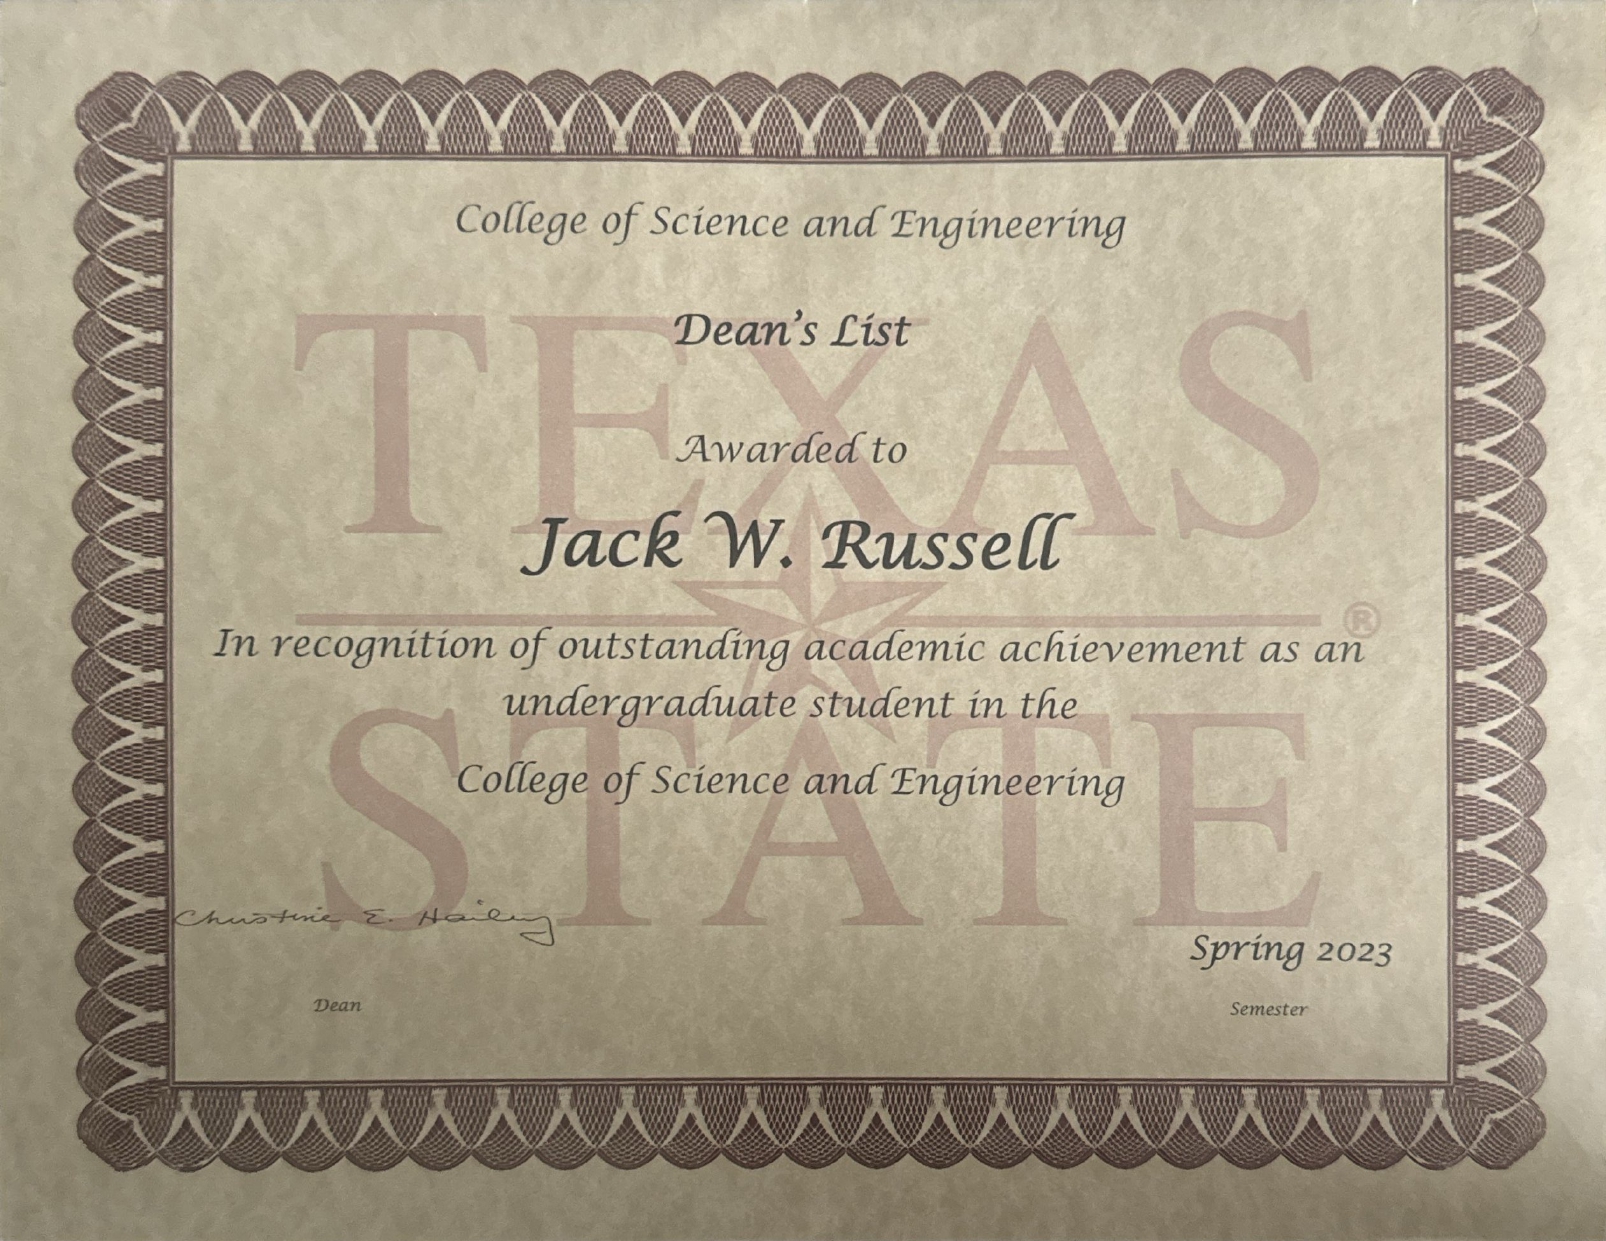 College of Science and Engineering
Dean's List
Awarded to
Jack W. Russell
In recognition of outstanding academic achievement as an
undergraduate student in the
College of Science and Engineering
Christine E. Hailey
Spring 2023
Dean
Semester
TEXAS
®
STATE